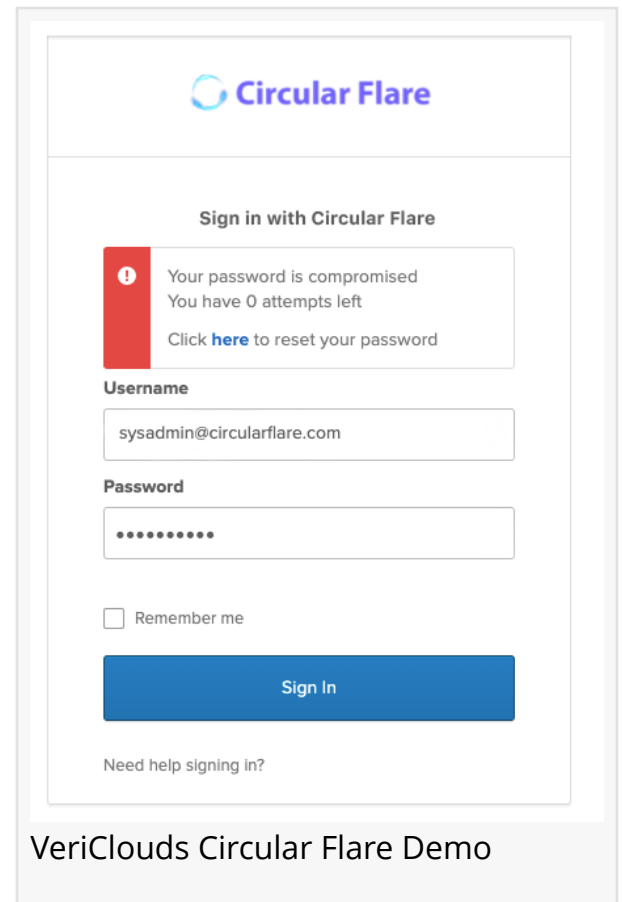 Circular Flare
Sign in with Circular Flare
Your password is compromised
You have 0 attempts left
Click here to reset your password
Username
sysadmin@circularflare.com
Password
••••••••••
Remember me
Sign In
Need help signing in?
VeriClouds Circular Flare Demo